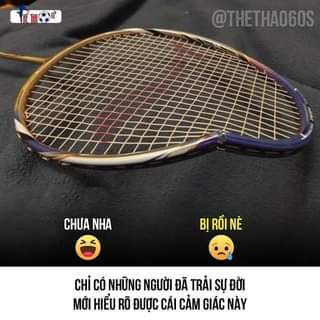 @THETHAO60S
CHƯA NHA
BỊ RỒI NÈ
CHỈ CÓ NHỮNG NGƯỜI ĐÃ TRẢI SỰ ĐỜI
MỚI HIỂU RÕ ĐƯỢC CÁI CẢM GIÁC NÀY